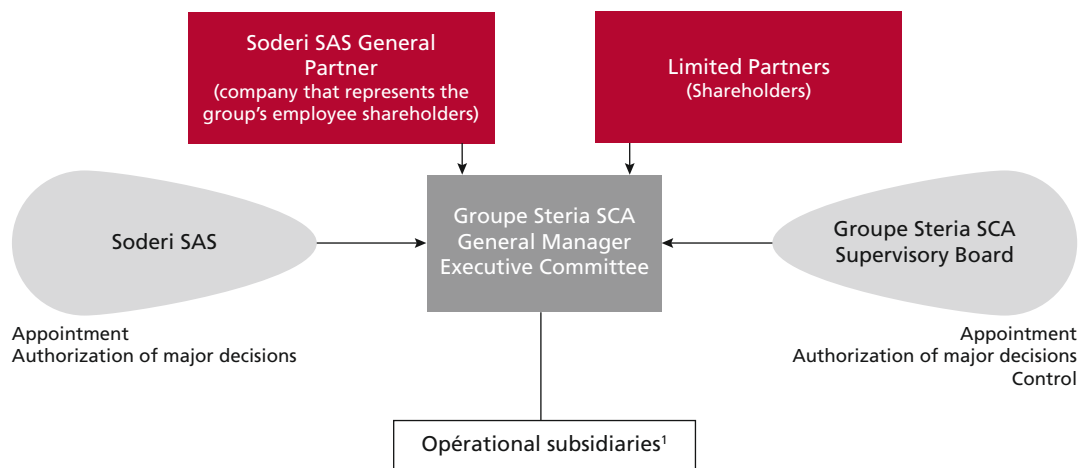 Soderi SAS General
Partner
(company that represents the
group's employee shareholders)
Limited Partners
(Shareholders)
Soderi SAS
Groupe Steria SCA
General Manager
Executive Committee
Groupe Steria SCA
Supervisory Board
Appointment
Authorization of major decisions
Appointment
Authorization of major decisions
Control
Opérational subsidiaries¹